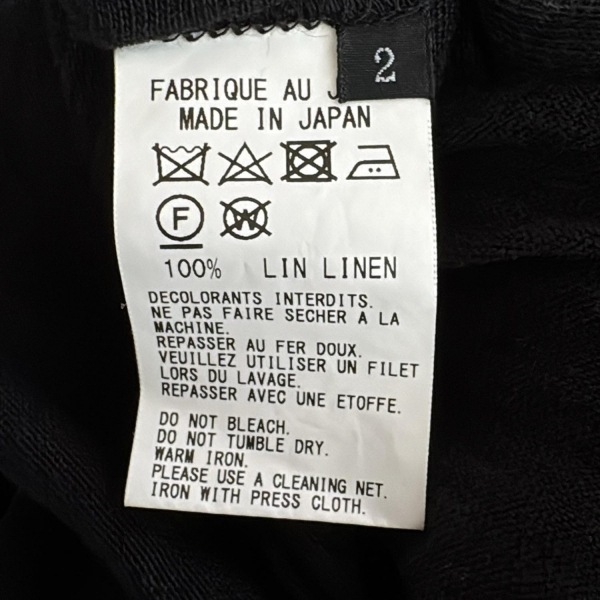 2
FABRIQUE AU J
MADE IN JAPAN
F
W
100% LIN LINEN
DECOLORANTS INTERDITS.
NE PAS FAIRE SECHER A LA
MACHINE.
REPASSER AU FER DOUX.
VEUILLEZ UTILISER UN FILET
LORS DU LAVAGE.
REPASSER AVEC UNE ETOFFE.
DO NOT BLEACH.
DO NOT TUMBLE DRY.
WARM IRON.
PLEASE USE A CLEANING NET.
IRON WITH PRESS CLOTH.